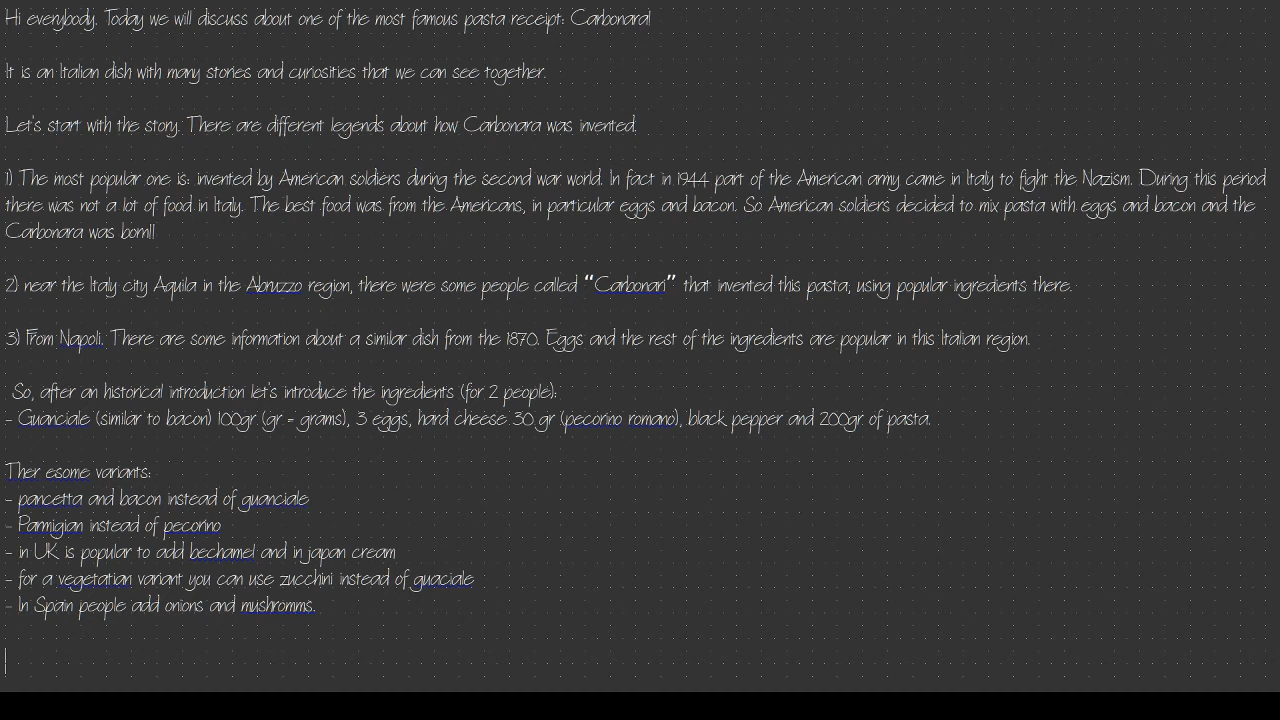 Hi everybody. Today we will discuss about one of the most famous pasta receipt: Carbonara!
It is an Italian dish with many stories and curiosities that we can see together.
Let's start with the story. There are different legends about how Carbonara was invented.
1) The most popular one is: invented by American soldiers during the second war world. In fact in 1944 part of the American army came in Italy to fight the Nazism. During this period
there was not a lot of food in Italy. The best food was from the Americans, in particular eggs and bacon. So American soldiers decided to mix pasta with eggs and bacon and the
Carbonara was born!!
2) near the Italy city Aquila in the Abruzzo region, there were some people called “Carbonari” that invented this pasta, using popular ingredients there.
3) From Napoli. There are some information about a similar dish from the 1870. Eggs and the rest of the ingredients are popular in this Italian region.
So, after an historical introduction let's introduce the ingredients (for 2 people):
- Guanciale (similar to bacon) 100gr (gr = grams), 3 eggs, hard cheese 30 gr (pecorino romano), black pepper and 200gr of pasta.
Ther esome variants:
- pancetta and bacon instead of guanciale
- Parmigian instead of pecorino
- in UK is popular to add bechamel and in japan cream
- for a vegetatian variant you can use zucchini instead of guaciale
- In Spain people add onions and mushromms.